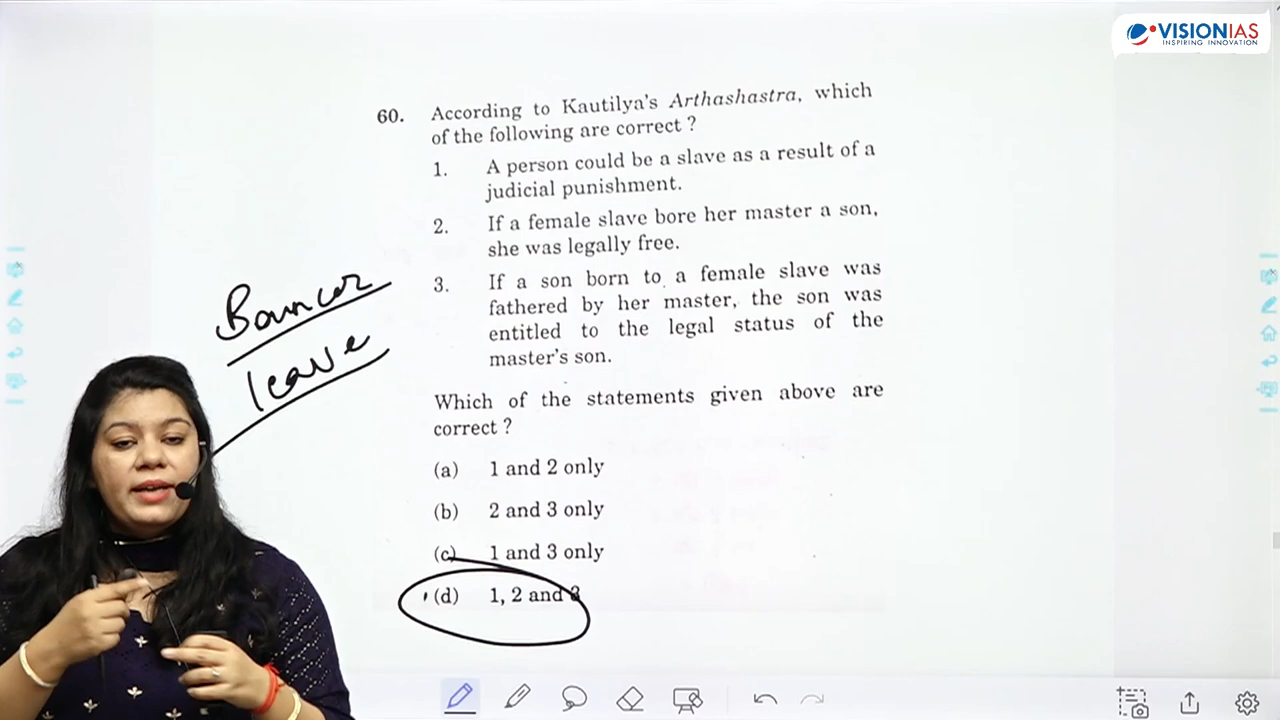 VISIONIAS
INSPIRING INNOVATION
60. According to Kautilya's Arthashastra, which
of the following are correct ?
1. A person could be a slave as a result of a
judicial punishment.
2. If a female slave bore her master a son,
she was legally free.
3. If a son born to a female slave was
fathered by her master, the son was
entitled to the legal status of the
master's son.
Bouncer
leave
Which of the statements given above are
correct ?
(a) 1 and 2 only
(b) 2 and 3 only
(c) 1 and 3 only
(d) 1, 2 and 3